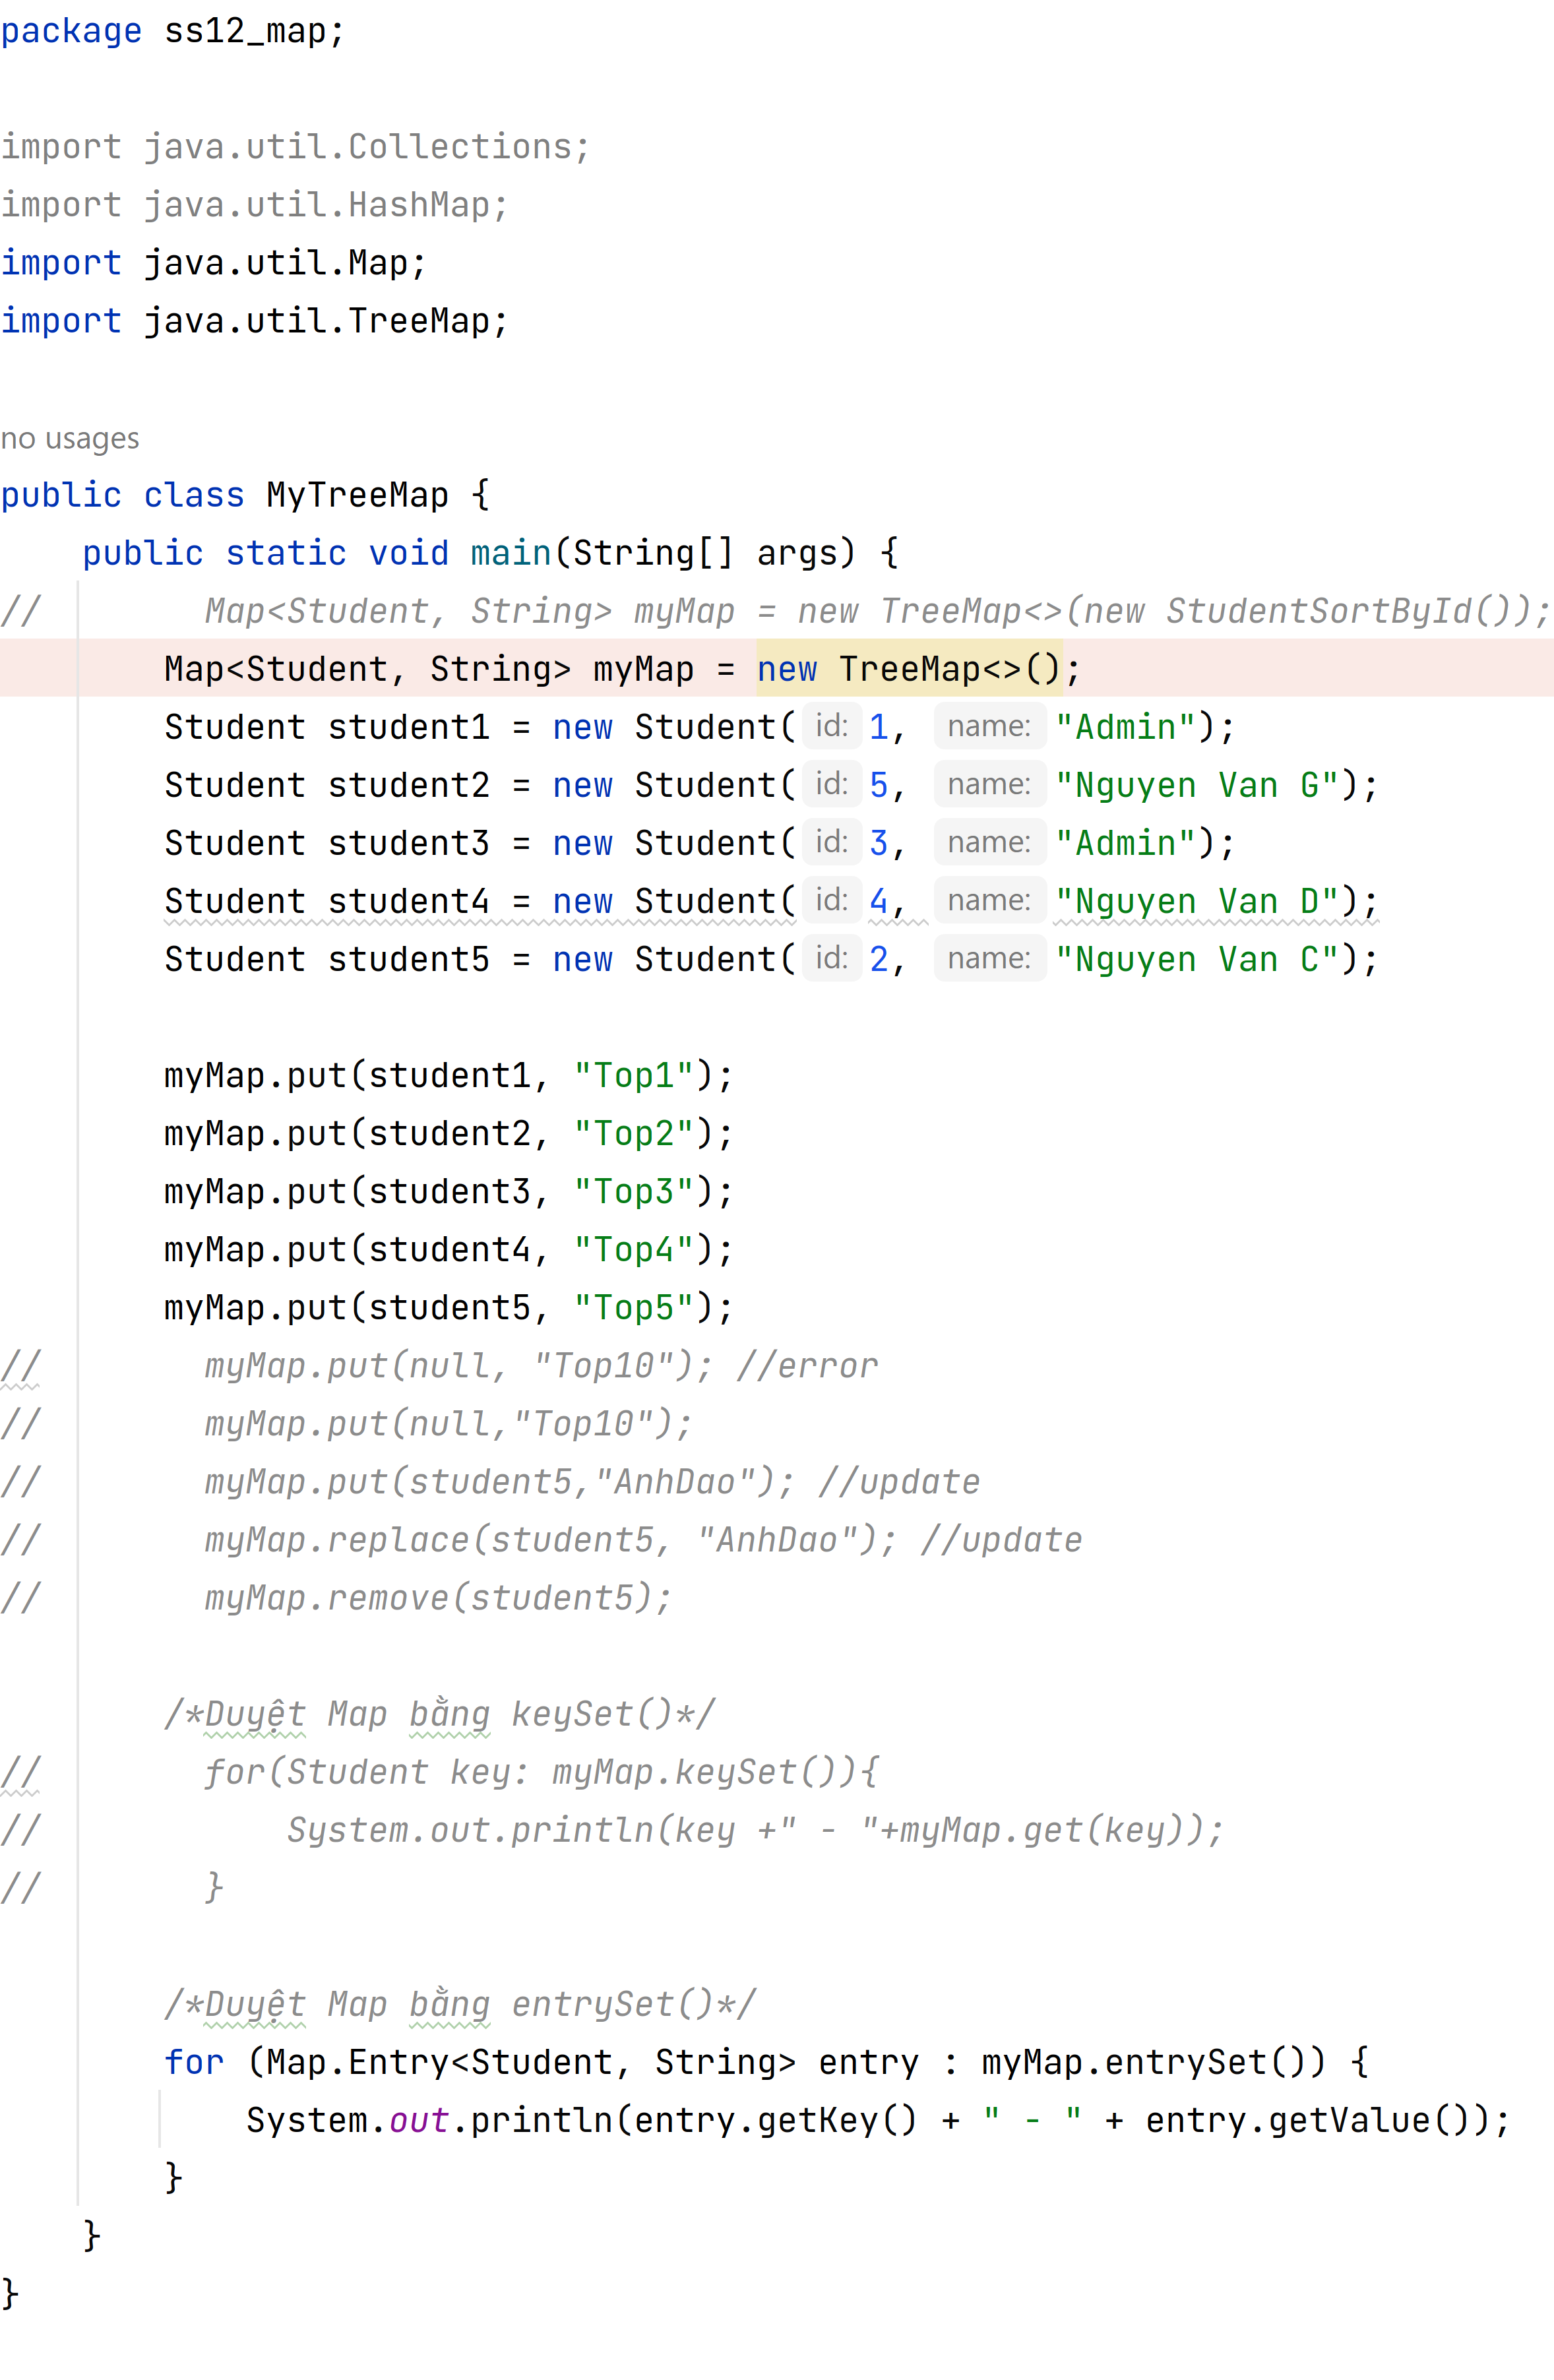 package ss12_map;
import java.util.Collections;
import java.util.HashMap;
import java.util.Map;
import java.util.TreeMap;
no usages
public class MyTreeMap {
    public static void main(String[] args) {
//        Map<Student, String> myMap = new TreeMap<>(new StudentSortById());
        Map<Student, String> myMap = new TreeMap<>();
        Student student1 = new Student( id: 1,  name: "Admin");
        Student student2 = new Student( id: 5,  name: "Nguyen Van G");
        Student student3 = new Student( id: 3,  name: "Admin");
        Student student4 = new Student( id: 4,  name: "Nguyen Van D");
        Student student5 = new Student( id: 2,  name: "Nguyen Van C");
        myMap.put(student1, "Top1");
        myMap.put(student2, "Top2");
        myMap.put(student3, "Top3");
        myMap.put(student4, "Top4");
        myMap.put(student5, "Top5");
//        myMap.put(null, "Top10"); //error
//        myMap.put(null,"Top10");
//        myMap.put(student5,"AnhDao"); //update
//        myMap.replace(student5, "AnhDao"); //update
//        myMap.remove(student5);
        /*Duyệt Map bằng keySet()*/
//        for(Student key: myMap.keySet()){
//            System.out.println(key +" - "+myMap.get(key));
//        }
        /*Duyệt Map bằng entrySet()*/
        for (Map.Entry<Student, String> entry : myMap.entrySet()) {
            System.out.println(entry.getKey() + " - " + entry.getValue());
        }
    }
}